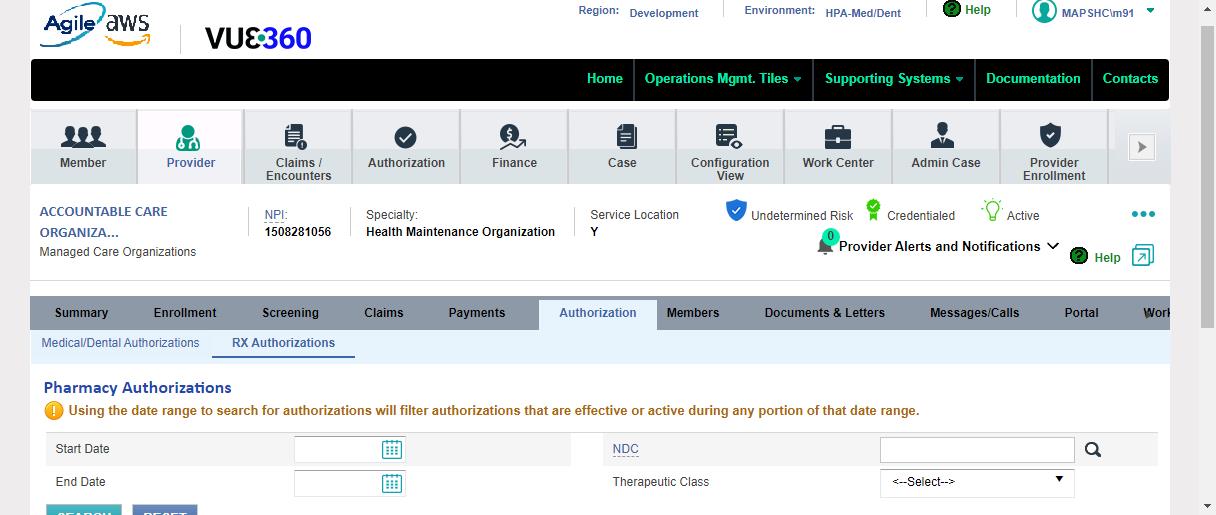 Agile aws
VU3•360
Region: Development
Environment: HPA-Med/Dent
Help
MAPSHC\m91
Home
Operations Mgmt. Tiles
Supporting Systems
Documentation
Contacts
Member
Provider
Claims /
Encounters
Authorization
Finance
Case
Configuration
View
Work Center
Admin Case
Provider
Enrollment
ACCOUNTABLE CARE
ORGANIZA...
Managed Care Organizations
NPI:
1508281056
Specialty:
Health Maintenance Organization
Service Location
Y
Undetermined Risk
Credentialed
Active
0
Provider Alerts and Notifications
Help
Summary
Enrollment
Screening
Claims
Payments
Authorization
Members
Documents & Letters
Messages/Calls
Portal
Work
Medical/Dental Authorizations
RX Authorizations
Pharmacy Authorizations
Using the date range to search for authorizations will filter authorizations that are effective or active during any portion of that date range.
Start Date
NDC
End Date
Therapeutic Class
<--Select-->
SEARCH
RESET